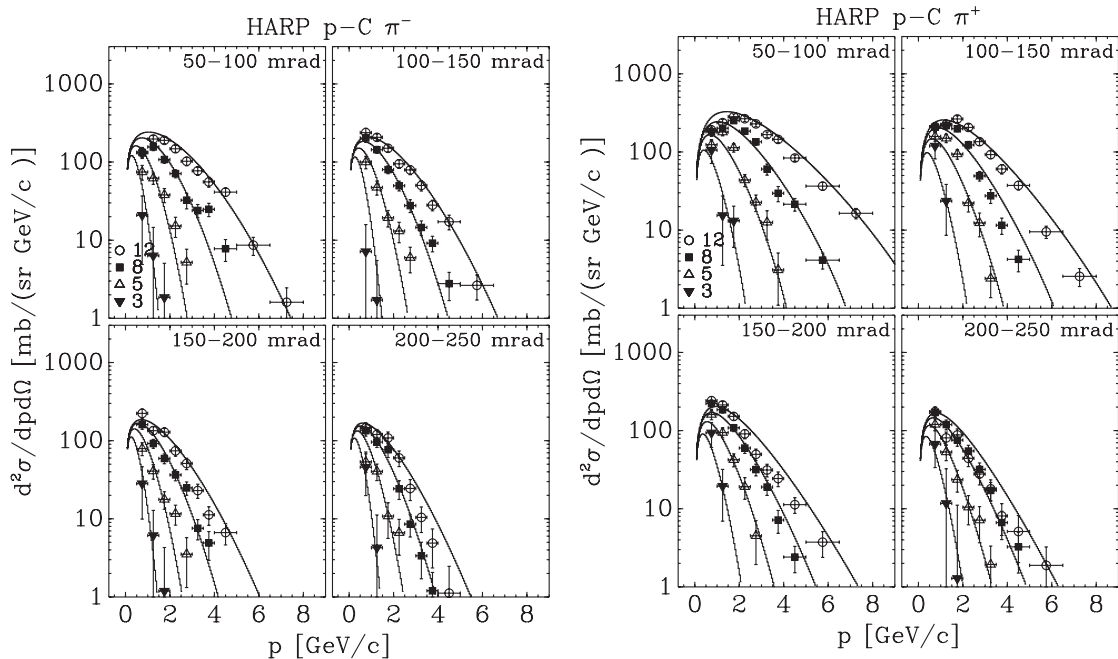 HARP p−C π⁻
50−100 mrad
100−150 mrad
1000
100
10
1
12
8
5
3
150−200 mrad
200−250 mrad
1000
100
10
1
0 2 4 6 8
0 2 4 6 8
d²σ/dpdΩ [mb/(sr GeV/c )]
p [GeV/c]
HARP p−C π⁺
50−100 mrad
100−150 mrad
1000
100
10
1
12
8
5
3
150−200 mrad
200−250 mrad
1000
100
10
1
0 2 4 6 8
0 2 4 6 8
d²σ/dpdΩ [mb/(sr GeV/c )]
p [GeV/c]